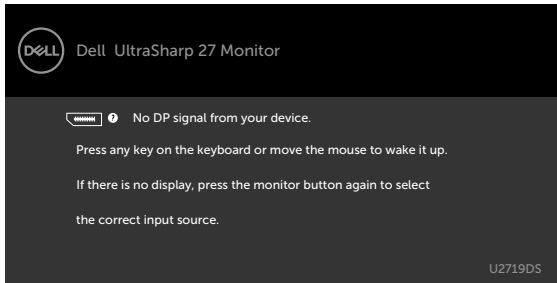 DELL
Dell UltraSharp 27 Monitor
? No DP signal from your device.
Press any key on the keyboard or move the mouse to wake it up.
If there is no display, press the monitor button again to select
the correct input source.
U2719DS